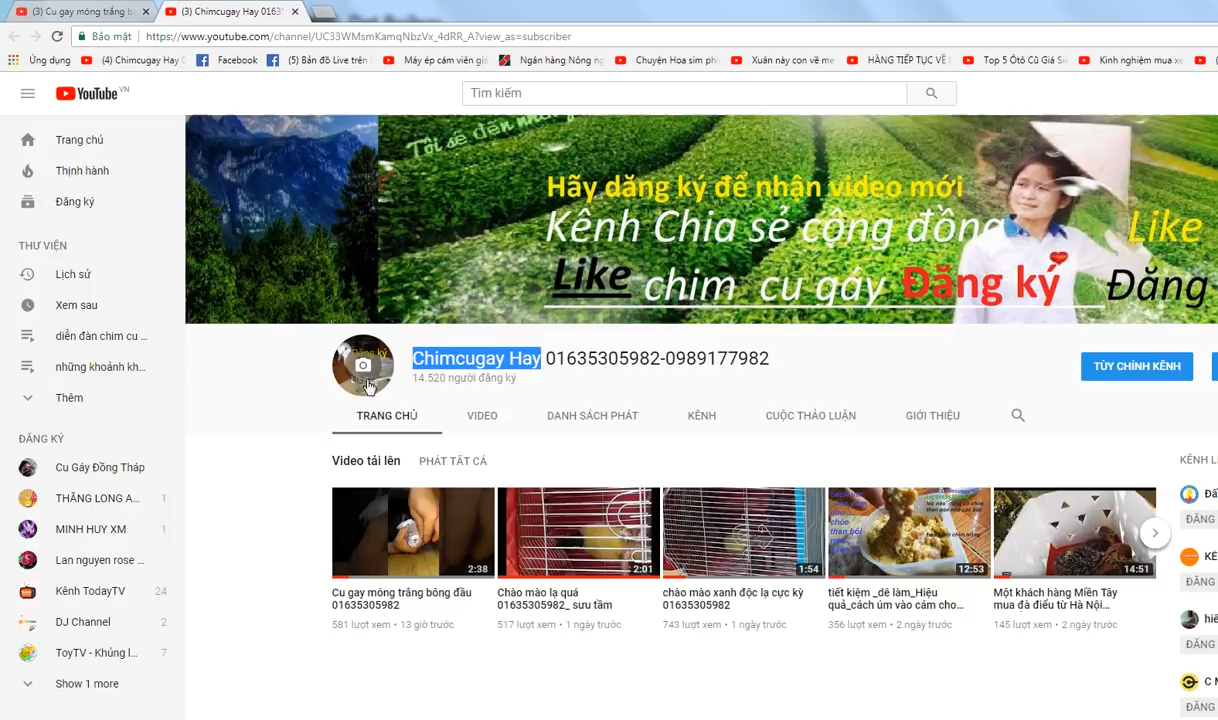 (3) Cu gay móng trắng b
(3) Chimcugay Hay 0163
Bảo mật
https://www.youtube.com/channel/UC33WMsmKamqNbzVx_4dRR_A?view_as=subscriber
Ứng dụng
(4) Chimcugay Hay
Facebook
(5) Bản đồ Live trên
Máy ép cám viên gia
Ngân hàng Nông ng
Chuyện Hoa sim ph
Xuân này con về me
HÀNG TIẾP TỤC VỀ
Top 5 Ôtô Cũ Giá Si
Kinh nghiệm mua xe
YouTube VN
Tìm kiếm
Trang chủ
Thịnh hành
Đăng ký
THƯ VIỆN
Lịch sử
Xem sau
diễn đàn chim cu ...
những khoảnh kh...
Thêm
ĐĂNG KÝ
Cu Gáy Đồng Tháp
THĂNG LONG A... 1
MINH HUY XM 1
Lan nguyen rose ...
Kênh TodayTV 24
DJ Channel 2
ToyTV - Khủng l... 7
Show 1 more
Tôi sẽ đến
Hãy đăng ký để nhận video mới
Kênh Chia sẻ cộng đồng
Like
Like chim cu gáy Đăng ký
Đăng
Chimcugay Hay 01635305982-0989177982
14.520 người đăng ký
TÙY CHỈNH KÊNH
TRANG CHỦ
VIDEO
DANH SÁCH PHÁT
KÊNH
CUỘC THẢO LUẬN
GIỚI THIỆU
Video tải lên
PHÁT TẤT CẢ
2:38
2:01
1:54
12:53
14:51
Cu gay móng trắng bông đầu
01635305982
581 lượt xem • 13 giờ trước
Chào mào lạ quá
01635305982_ sưu tầm
517 lượt xem • 1 ngày trước
chào mào xanh độc lạ cực kỳ
01635305982
743 lượt xem • 1 ngày trước
tiết kiệm _dê làm_Hiệu
quả_cách úm vào cám cho...
356 lượt xem • 2 ngày trước
Một khách hàng Miền Tây
mua đà điểu từ Hà Nội...
145 lượt xem • 2 ngày trước
KÊNH L
ĐĂNG
ĐĂNG
ĐĂNG
ĐĂNG